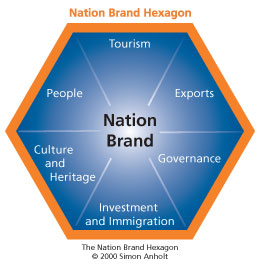 Nation Brand Hexagon
Tourism
People
Exports
Nation
Brand
Culture
and
Heritage
Governance
Investment
and Immigration
The Nation Brand Hexagon
© 2000 Simon Anholt